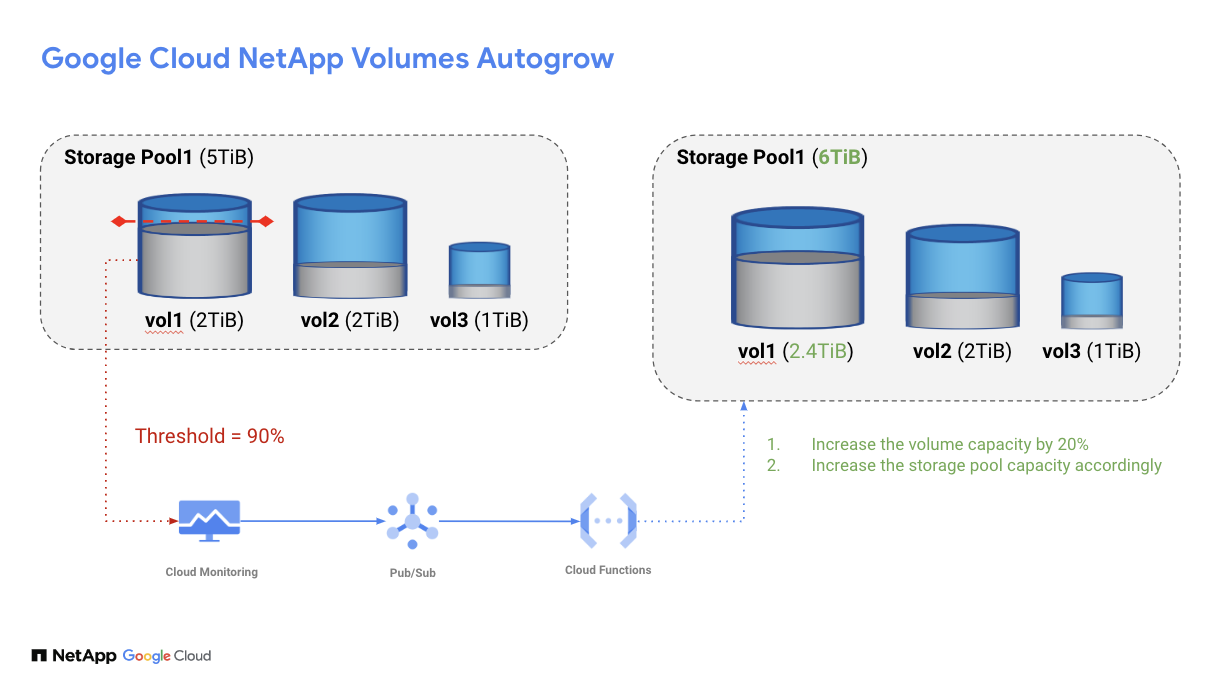 Google Cloud NetApp Volumes Autogrow
Storage Pool1 (5TiB)
vol1 (2TiB)
vol2 (2TiB)
vol3 (1TiB)
Storage Pool1 (6TiB)
vol1 (2.4TiB)
vol2 (2TiB)
vol3 (1TiB)
Threshold = 90%
1. Increase the volume capacity by 20%
2. Increase the storage pool capacity accordingly
Cloud Monitoring
Pub/Sub
Cloud Functions
NetApp Google Cloud